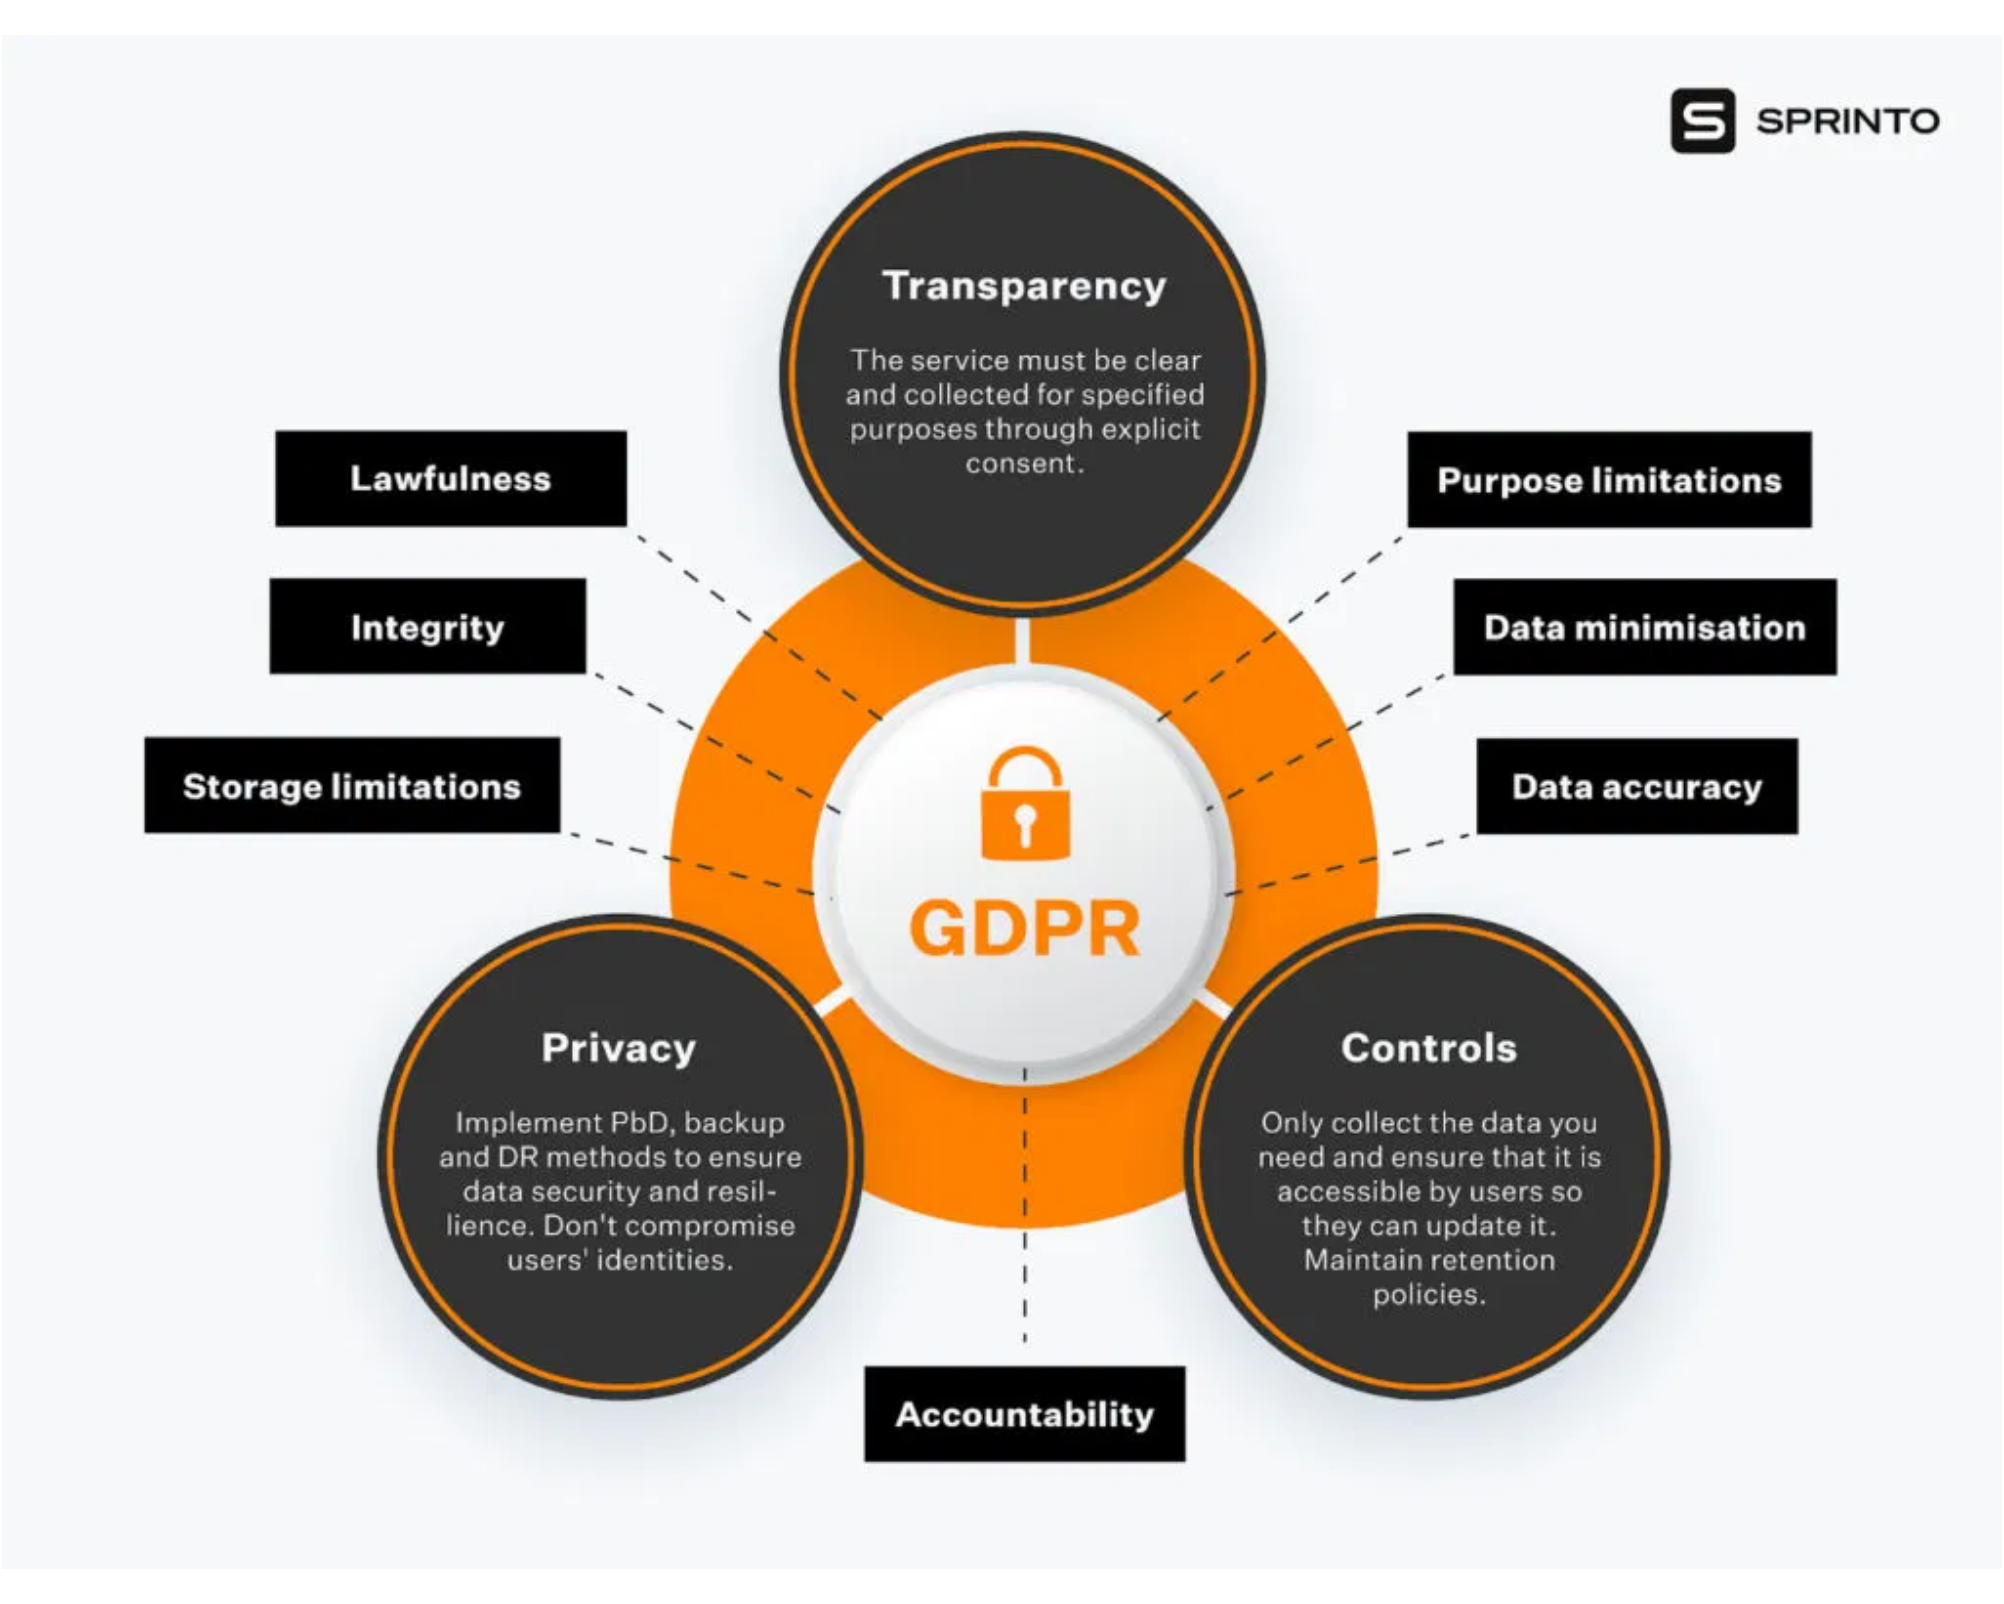 SPRINTO
Transparency
The service must be clear
and collected for specified
purposes through explicit
consent.
Lawfulness
Integrity
Storage limitations
Purpose limitations
Data minimisation
Data accuracy
GDPR
Privacy
Implement PbD, backup
and DR methods to ensure
data security and resil-
lience. Don't compromise
users' identities.
Controls
Only collect the data you
need and ensure that it is
accessible by users so
they can update it.
Maintain retention
policies.
Accountability